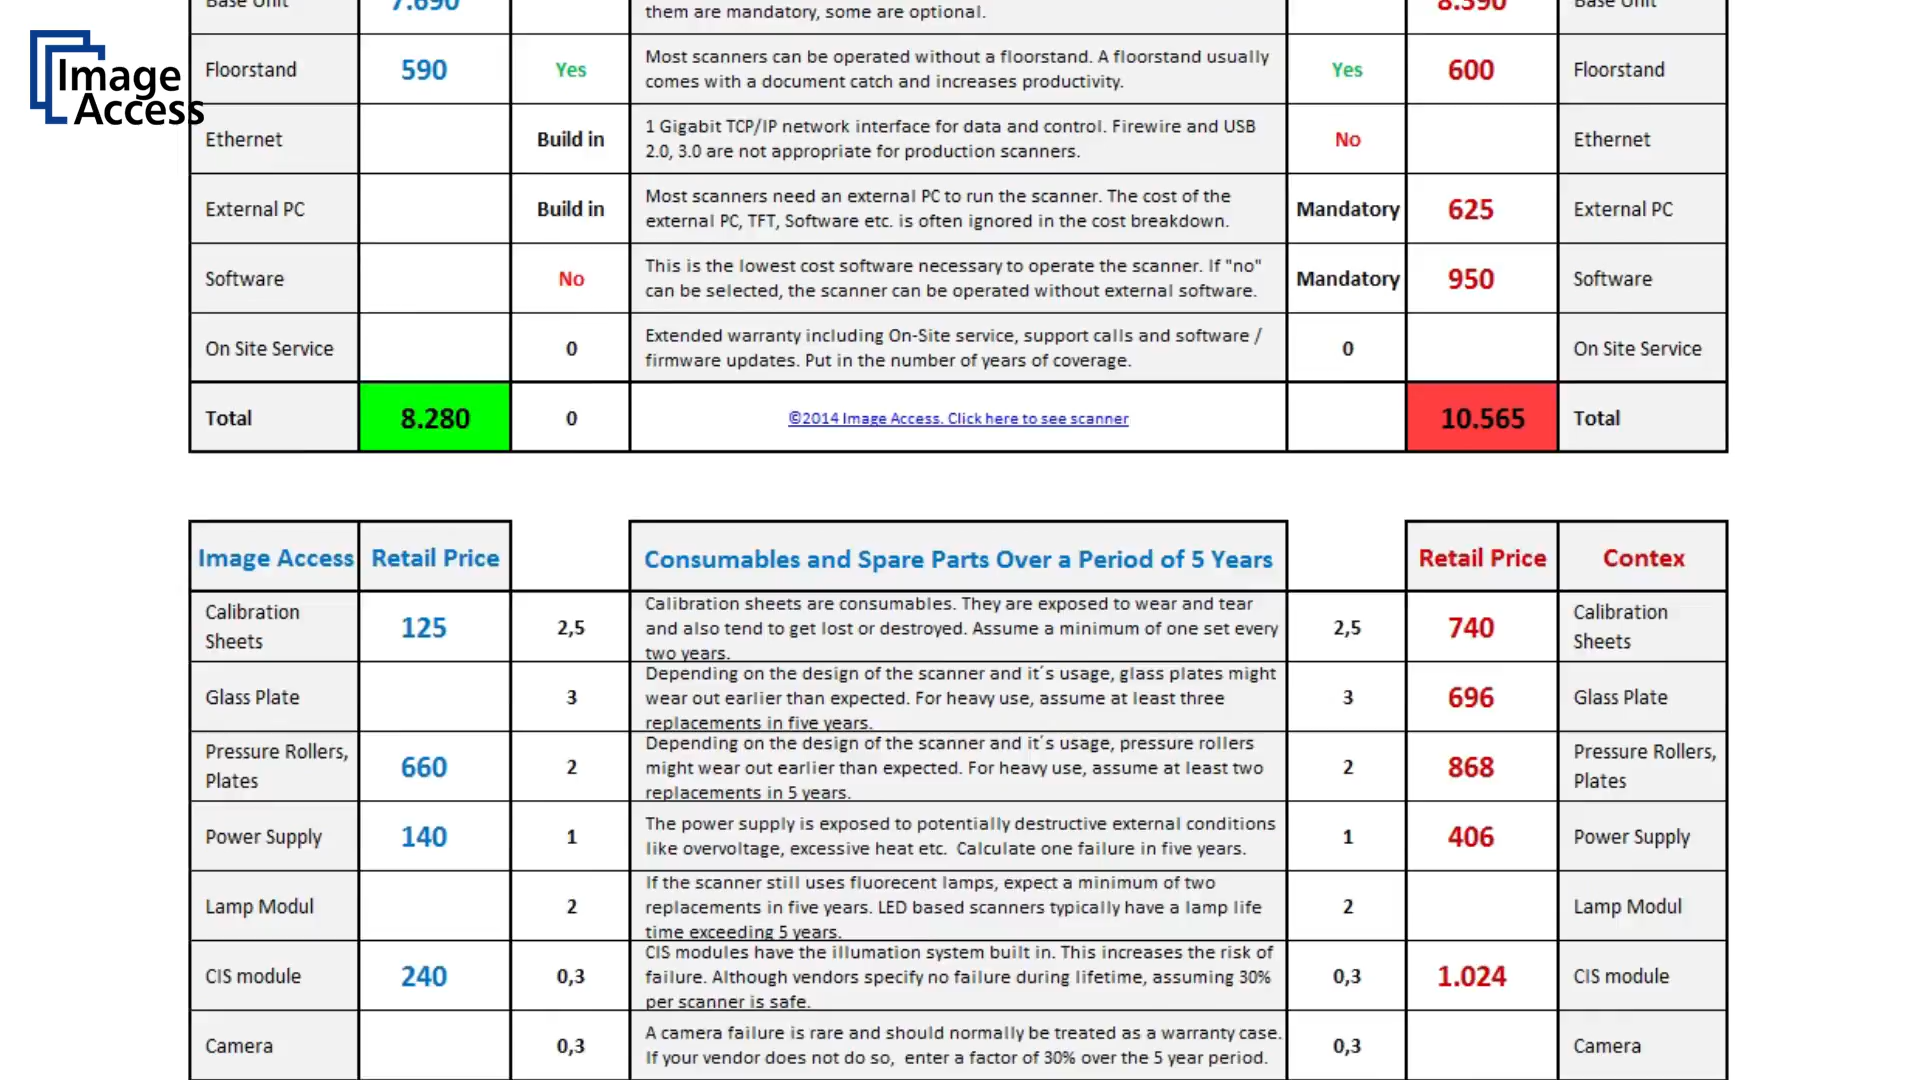 Base Unit 7.690 them are mandatory, some are optional. 8.390 Base Unit
Image
Access
Floorstand 590 Yes Most scanners can be operated without a floorstand. A floorstand usually Yes 600 Floorstand
comes with a document catch and increases productivity.
Ethernet Build in 1 Gigabit TCP/IP network interface for data and control. Firewire and USB No Ethernet
2.0, 3.0 are not appropriate for production scanners.
External PC Build in Most scanners need an external PC to run the scanner. The cost of the Mandatory 625 External PC
external PC, TFT, Software etc. is often ignored in the cost breakdown.
Software No This is the lowest cost software necessary to operate the scanner. If "no" Mandatory 950 Software
can be selected, the scanner can be operated without external software.
On Site Service 0 Extended warranty including On-Site service, support calls and software / 0 On Site Service
firmware updates. Put in the number of years of coverage.
Total 8.280 0 ©2014 Image Access. Click here to see scanner 10.565 Total
Image Access Retail Price Consumables and Spare Parts Over a Period of 5 Years Retail Price Contex
Calibration Sheets 125 2,5 Calibration sheets are consumables. They are exposed to wear and tear 2,5 740 Calibration Sheets
and also tend to get lost or destroyed. Assume a minimum of one set every
two years.
Glass Plate 3 Depending on the design of the scanner and it´s usage, glass plates might 3 696 Glass Plate
wear out earlier than expected. For heavy use, assume at least three
replacements in five years.
Pressure Rollers, Plates 660 2 Depending on the design of the scanner and it´s usage, pressure rollers 2 868 Pressure Rollers, Plates
might wear out earlier than expected. For heavy use, assume at least two
replacements in 5 years.
Power Supply 140 1 The power supply is exposed to potentially destructive external conditions 1 406 Power Supply
like overvoltage, excessive heat etc. Calculate one failure in five years.
Lamp Modul 2 If the scanner still uses fluorecent lamps, expect a minimum of two 2 Lamp Modul
replacements in five years. LED based scanners typically have a lamp life
time exceeding 5 years.
CIS module 240 0,3 CIS modules have the illumation system built in. This increases the risk of 0,3 1.024 CIS module
failure. Although vendors specify no failure during lifetime, assuming 30%
per scanner is safe.
Camera 0,3 A camera failure is rare and should normally be treated as a warranty case. 0,3 Camera
If your vendor does not do so, enter a factor of 30% over the 5 year period.